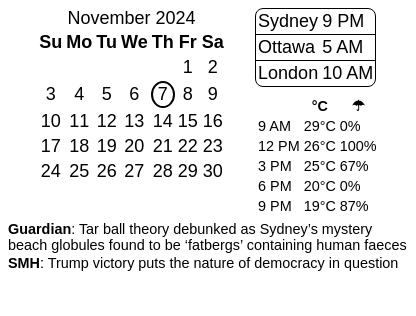 November 2024
Su Mo Tu We Th Fr Sa
1 2
3 4 5 6 7 8 9
10 11 12 13 14 15 16
17 18 19 20 21 22 23
24 25 26 27 28 29 30
Sydney 9 PM
Ottawa 5 AM
London 10 AM
°C ☂
9 AM 29°C 0%
12 PM 26°C 100%
3 PM 25°C 67%
6 PM 20°C 0%
9 PM 19°C 87%
Guardian: Tar ball theory debunked as Sydney’s mystery
beach globules found to be ‘fatbergs’ containing human faeces
SMH: Trump victory puts the nature of democracy in question